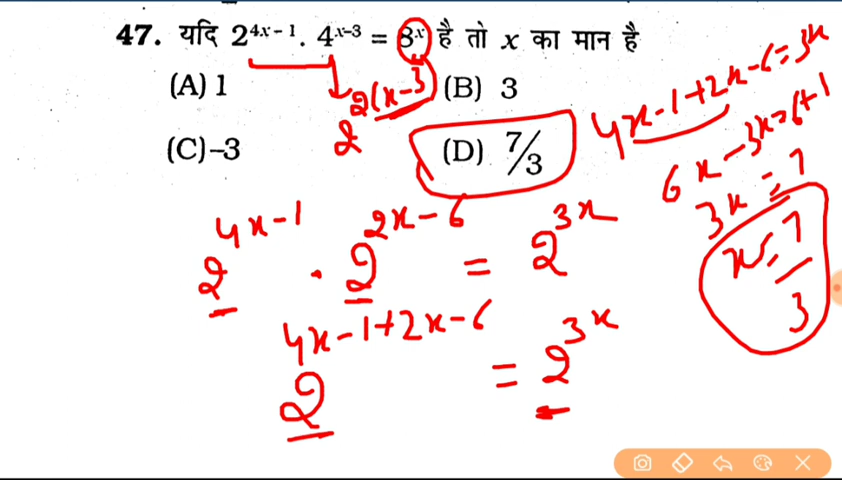 47. यदि 2^{4x-1}. 4^{x-3} = 8^x है तो x का मान है
(A) 1
2^{2(x-3)}
(B) 3
(C) -3
(D) 7/3
4x-1+2x-6=3x
6x-3x=6+1
3x=7
x=7/3
2^{4x-1} . 2^{2x-6} = 2^{3x}
2^{4x-1+2x-6} = 2^{3x}